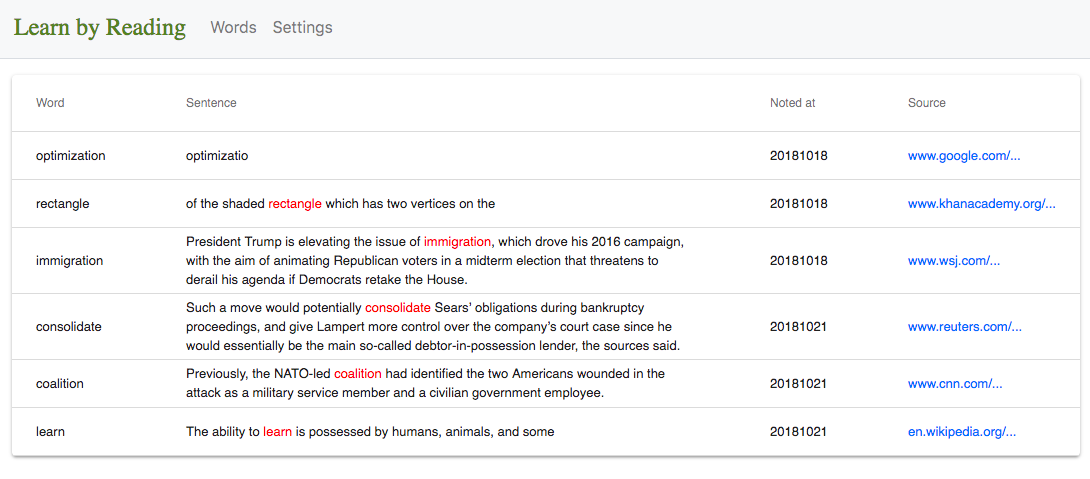 Learn by Reading Words Settings
Word Sentence Noted at Source
optimization optimizatio 20181018 www.google.com/...
rectangle of the shaded rectangle which has two vertices on the 20181018 www.khanacademy.org/...
President Trump is elevating the issue of immigration, which drove his 2016 campaign,
immigration with the aim of animating Republican voters in a midterm election that threatens to 20181018 www.wsj.com/...
derail his agenda if Democrats retake the House.
Such a move would potentially consolidate Sears’ obligations during bankruptcy
consolidate proceedings, and give Lampert more control over the company’s court case since he 20181021 www.reuters.com/...
would essentially be the main so-called debtor-in-possession lender, the sources said.
Previously, the NATO-led coalition had identified the two Americans wounded in the
coalition attack as a military service member and a civilian government employee. 20181021 www.cnn.com/...
learn The ability to learn is possessed by humans, animals, and some 20181021 en.wikipedia.org/...